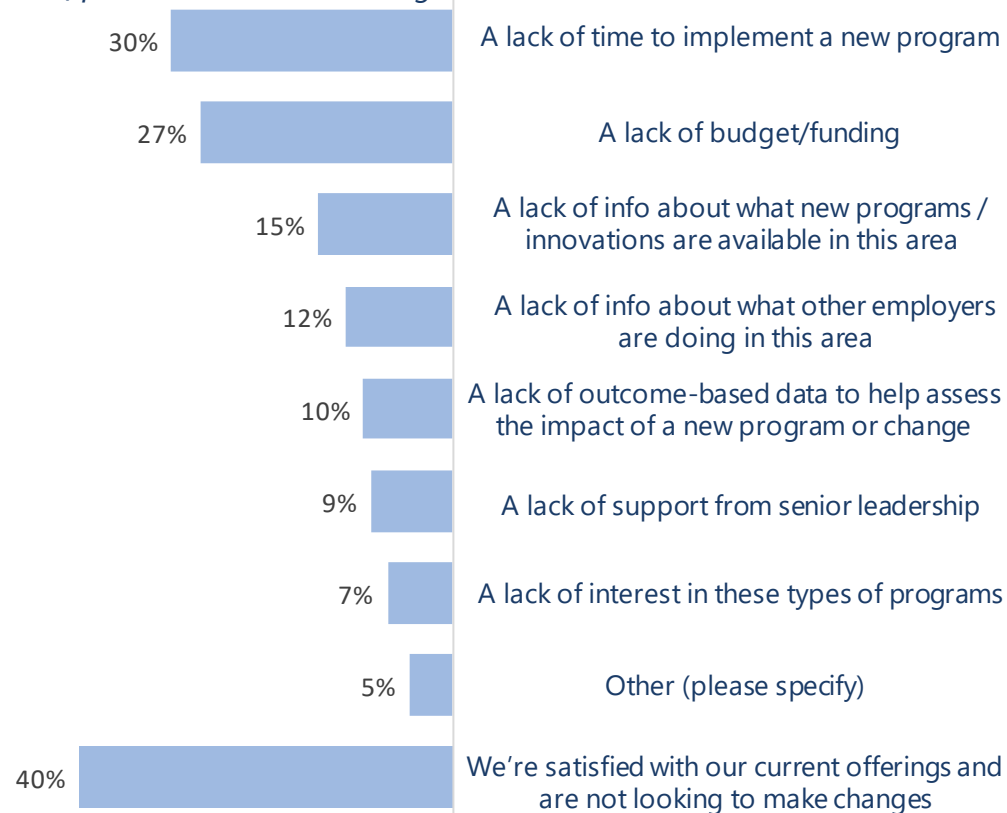 30%
A lack of time to implement a new program
27%
A lack of budget/funding
15%
A lack of info about what new programs /
innovations are available in this area
12%
A lack of info about what other employers
are doing in this area
10%
A lack of outcome-based data to help assess
the impact of a new program or change
9%
A lack of support from senior leadership
7%
A lack of interest in these types of programs
5%
Other (please specify)
40%
We’re satisfied with our current offerings and
are not looking to make changes